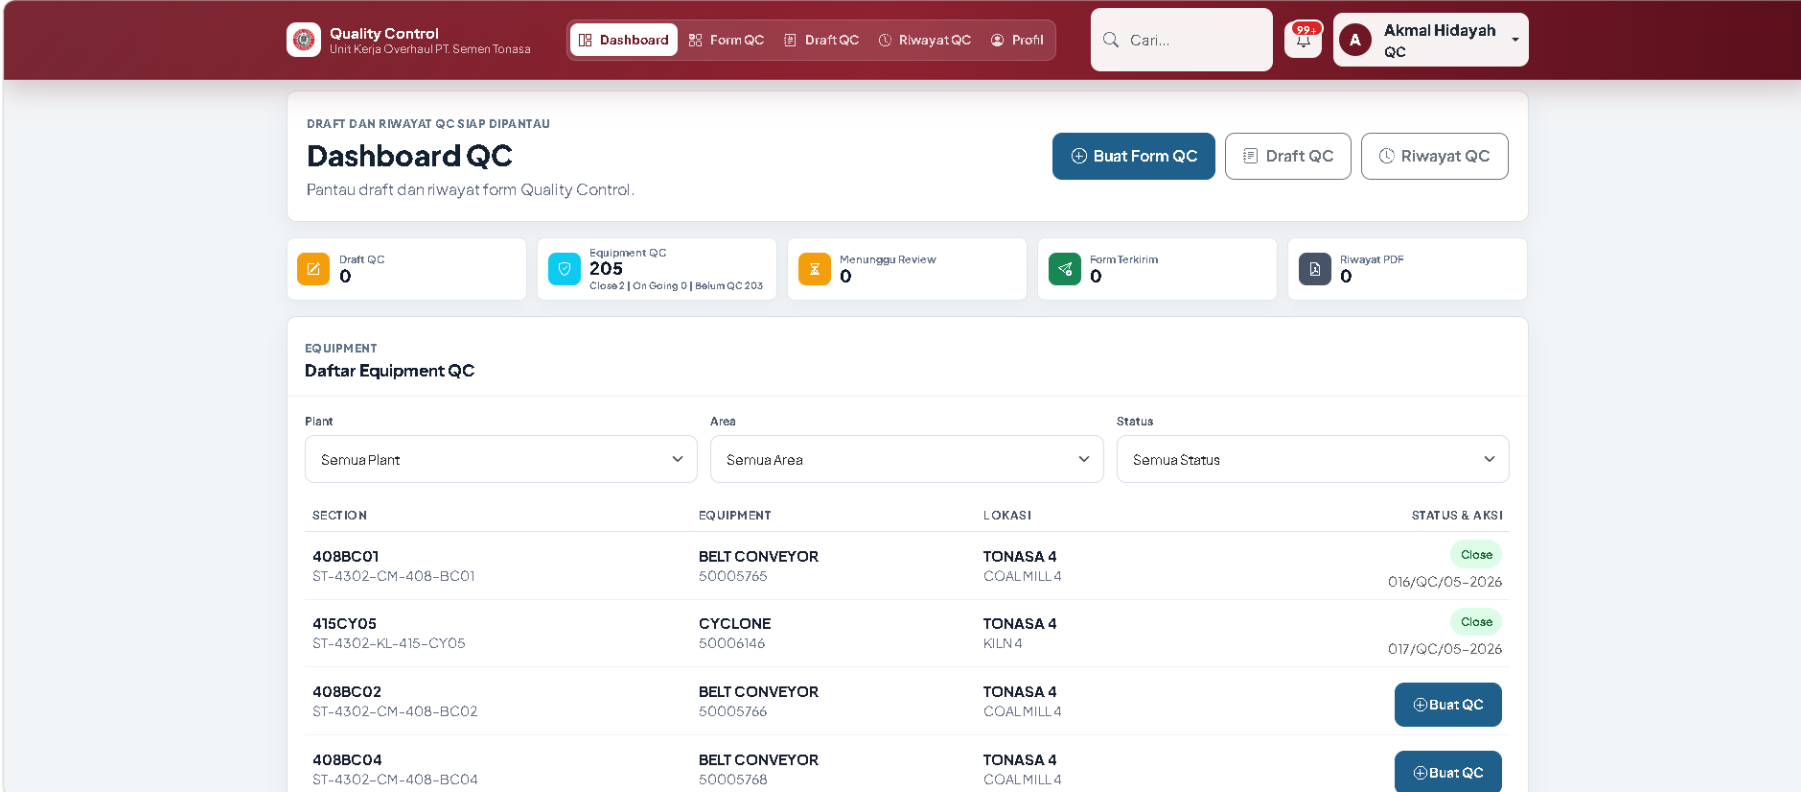 Quality Control
Unit Kerja Overhaul PT. Semen Tonasa
Dashboard
Form QC
Draft QC
Riwayat QC
Profil
Cari...
99+
A
Akmal Hidayah
QC
DRAFT DAN RIWAYAT QC SIAP DIPANTAU
Dashboard QC
Pantau draft dan riwayat form Quality Control.
Buat Form QC
Draft QC
Riwayat QC
Draft QC
0
Equipment QC
205
Close 2 | On Going 0 | Belum QC 203
Menunggu Review
0
Form Terkirim
0
Riwayat PDF
0
EQUIPMENT
Daftar Equipment QC
Plant
Area
Status
Semua Plant
Semua Area
Semua Status
SECTION
EQUIPMENT
LOKASI
STATUS & AKSI
408BC01
BELT CONVEYOR
TONASA 4
Close
ST-4302-CM-408-BC01
50005765
COAL MILL 4
016/QC/05-2026
415CY05
CYCLONE
TONASA 4
Close
ST-4302-KL-415-CY05
50006146
KILN 4
017/QC/05-2026
408BC02
BELT CONVEYOR
TONASA 4
Buat QC
ST-4302-CM-408-BC02
50005766
COAL MILL 4
408BC04
BELT CONVEYOR
TONASA 4
Buat QC
ST-4302-CM-408-BC04
50005768
COAL MILL 4